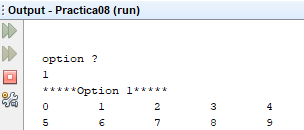 Output - Practica08 (run)
option ?
1
*****Option 1*****
0 1 2 3 4
5 6 7 8 9